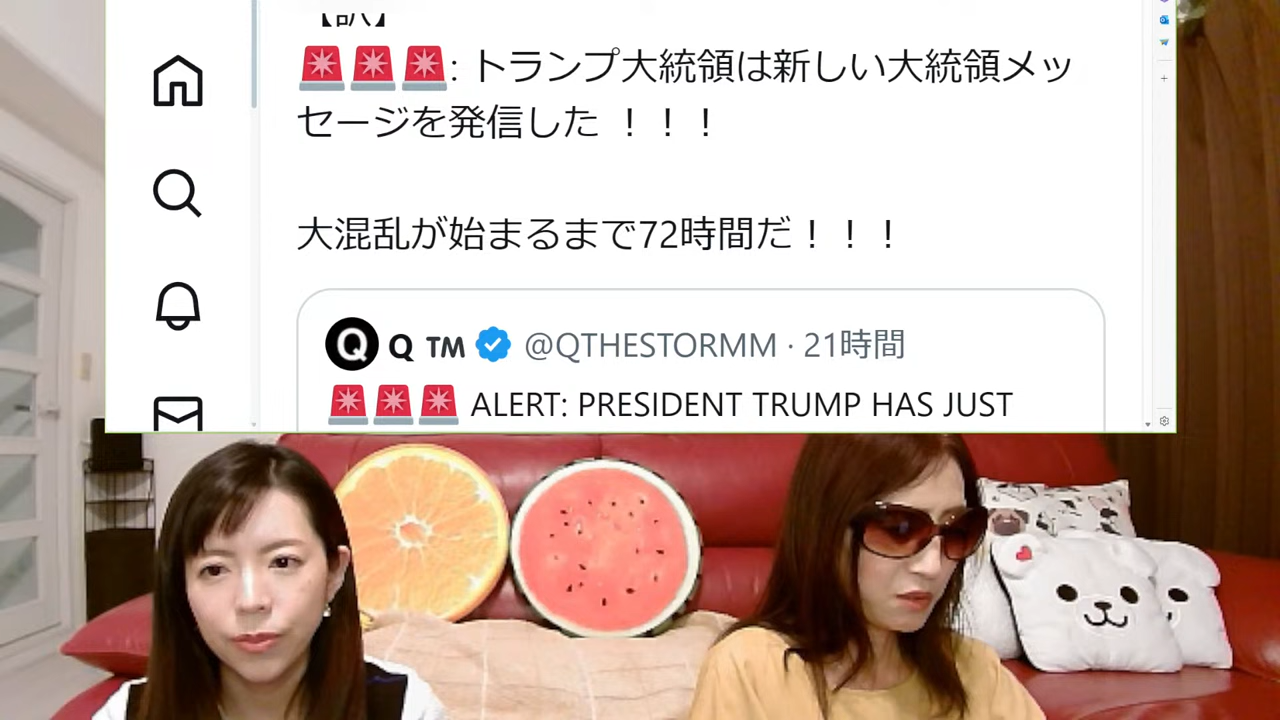 【訳】
🚨🚨🚨: トランプ大統領は新しい大統領メッ
セージを発信した ！！！
大混乱が始まるまで72時間だ！！！
Q Q TM @QTHESTORMM · 21時間
🚨🚨🚨 ALERT: PRESIDENT TRUMP HAS JUST